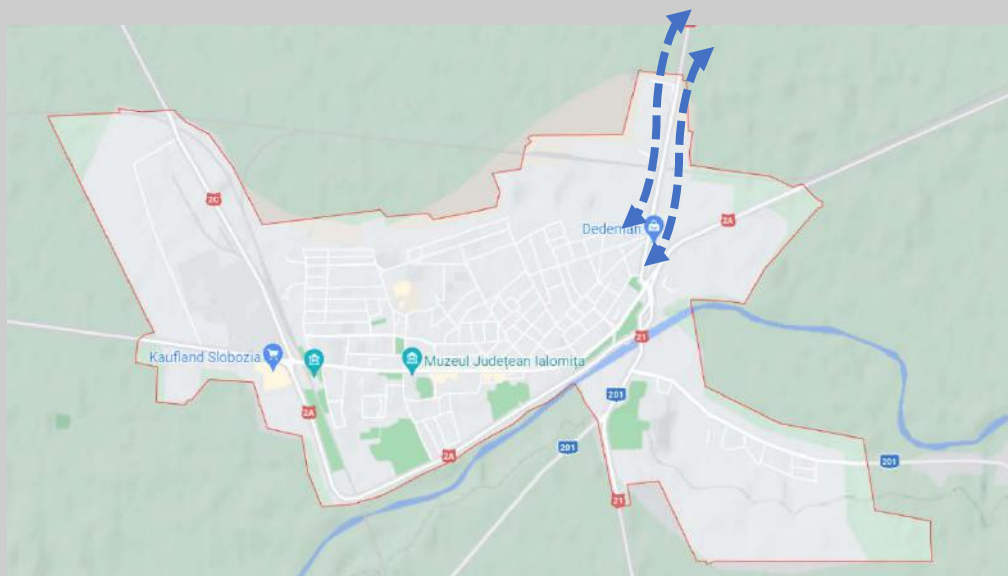 2C
2A
Dedeman
21
Kaufland Slobozia
Muzeul Județean Ialomița
2A
201
2A
201
201
21